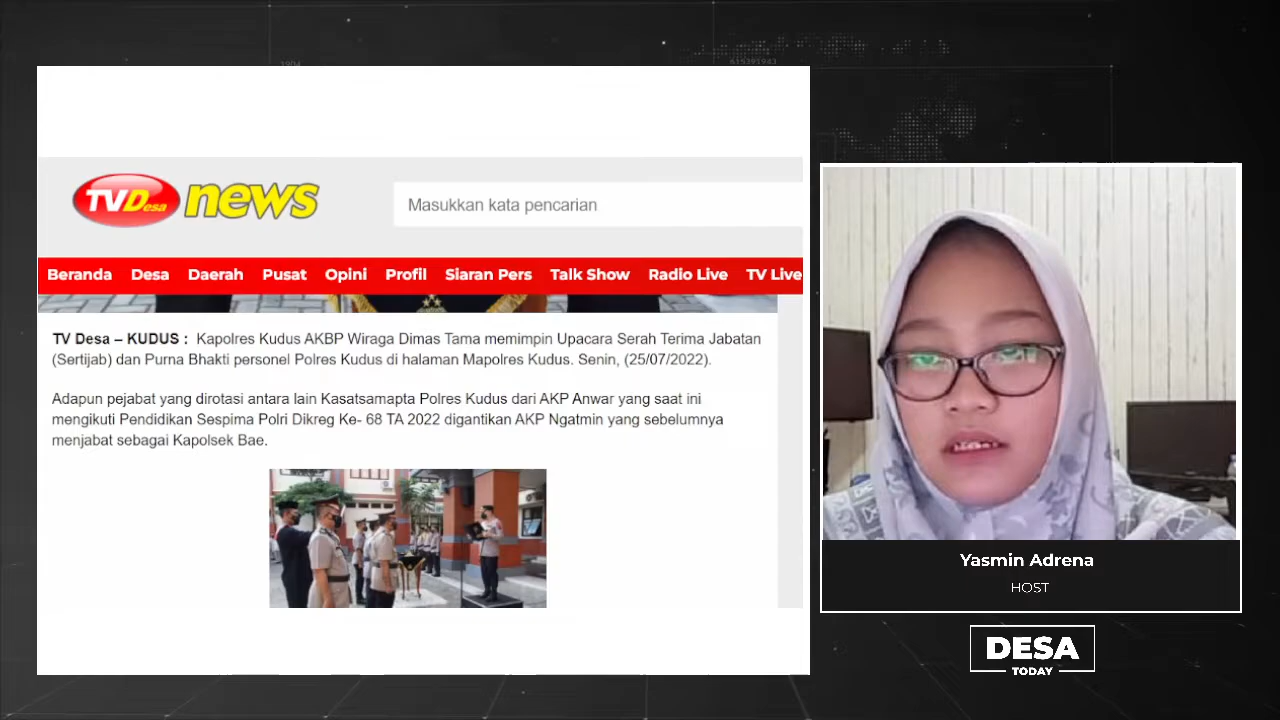 1904
615391943
TVDesa news
Masukkan kata pencarian
Beranda Desa Daerah Pusat Opini Profil Siaran Pers Talk Show Radio Live TV Live
TV Desa – KUDUS : Kapolres Kudus AKBP Wiraga Dimas Tama memimpin Upacara Serah Terima Jabatan
(Sertijab) dan Purna Bhakti personel Polres Kudus di halaman Mapolres Kudus. Senin, (25/07/2022).
Adapun pejabat yang dirotasi antara lain Kasatsamapta Polres Kudus dari AKP Anwar yang saat ini
mengikuti Pendidikan Sespima Polri Dikreg Ke- 68 TA 2022 digantikan AKP Ngatmin yang sebelumnya
menjabat sebagai Kapolsek Bae.
Yasmin Adrena
HOST
DESA
TODAY